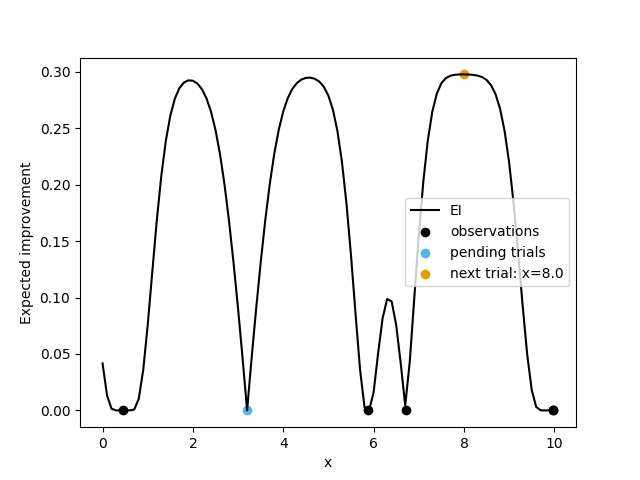 0.30
0.25
0.20
0.15
0.10
0.05
0.00
Expected improvement
EI
observations
pending trials
next trial: x=8.0
0
2
4
6
8
10
x